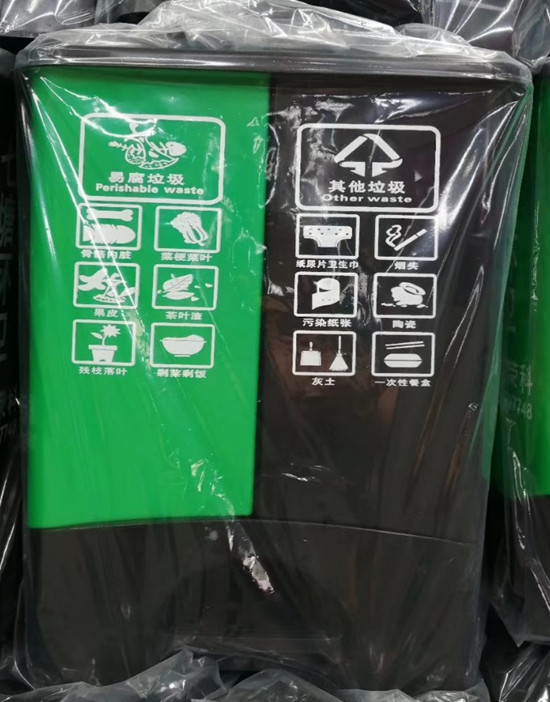 易腐垃圾
Perishable waste
骨骼内脏
菜梗菜叶
果皮
茶叶渣
残枝落叶
剩菜剩饭
其他垃圾
Other waste
纸尿片卫生巾
烟头
污染纸张
陶瓷
灰土
一次性餐盒